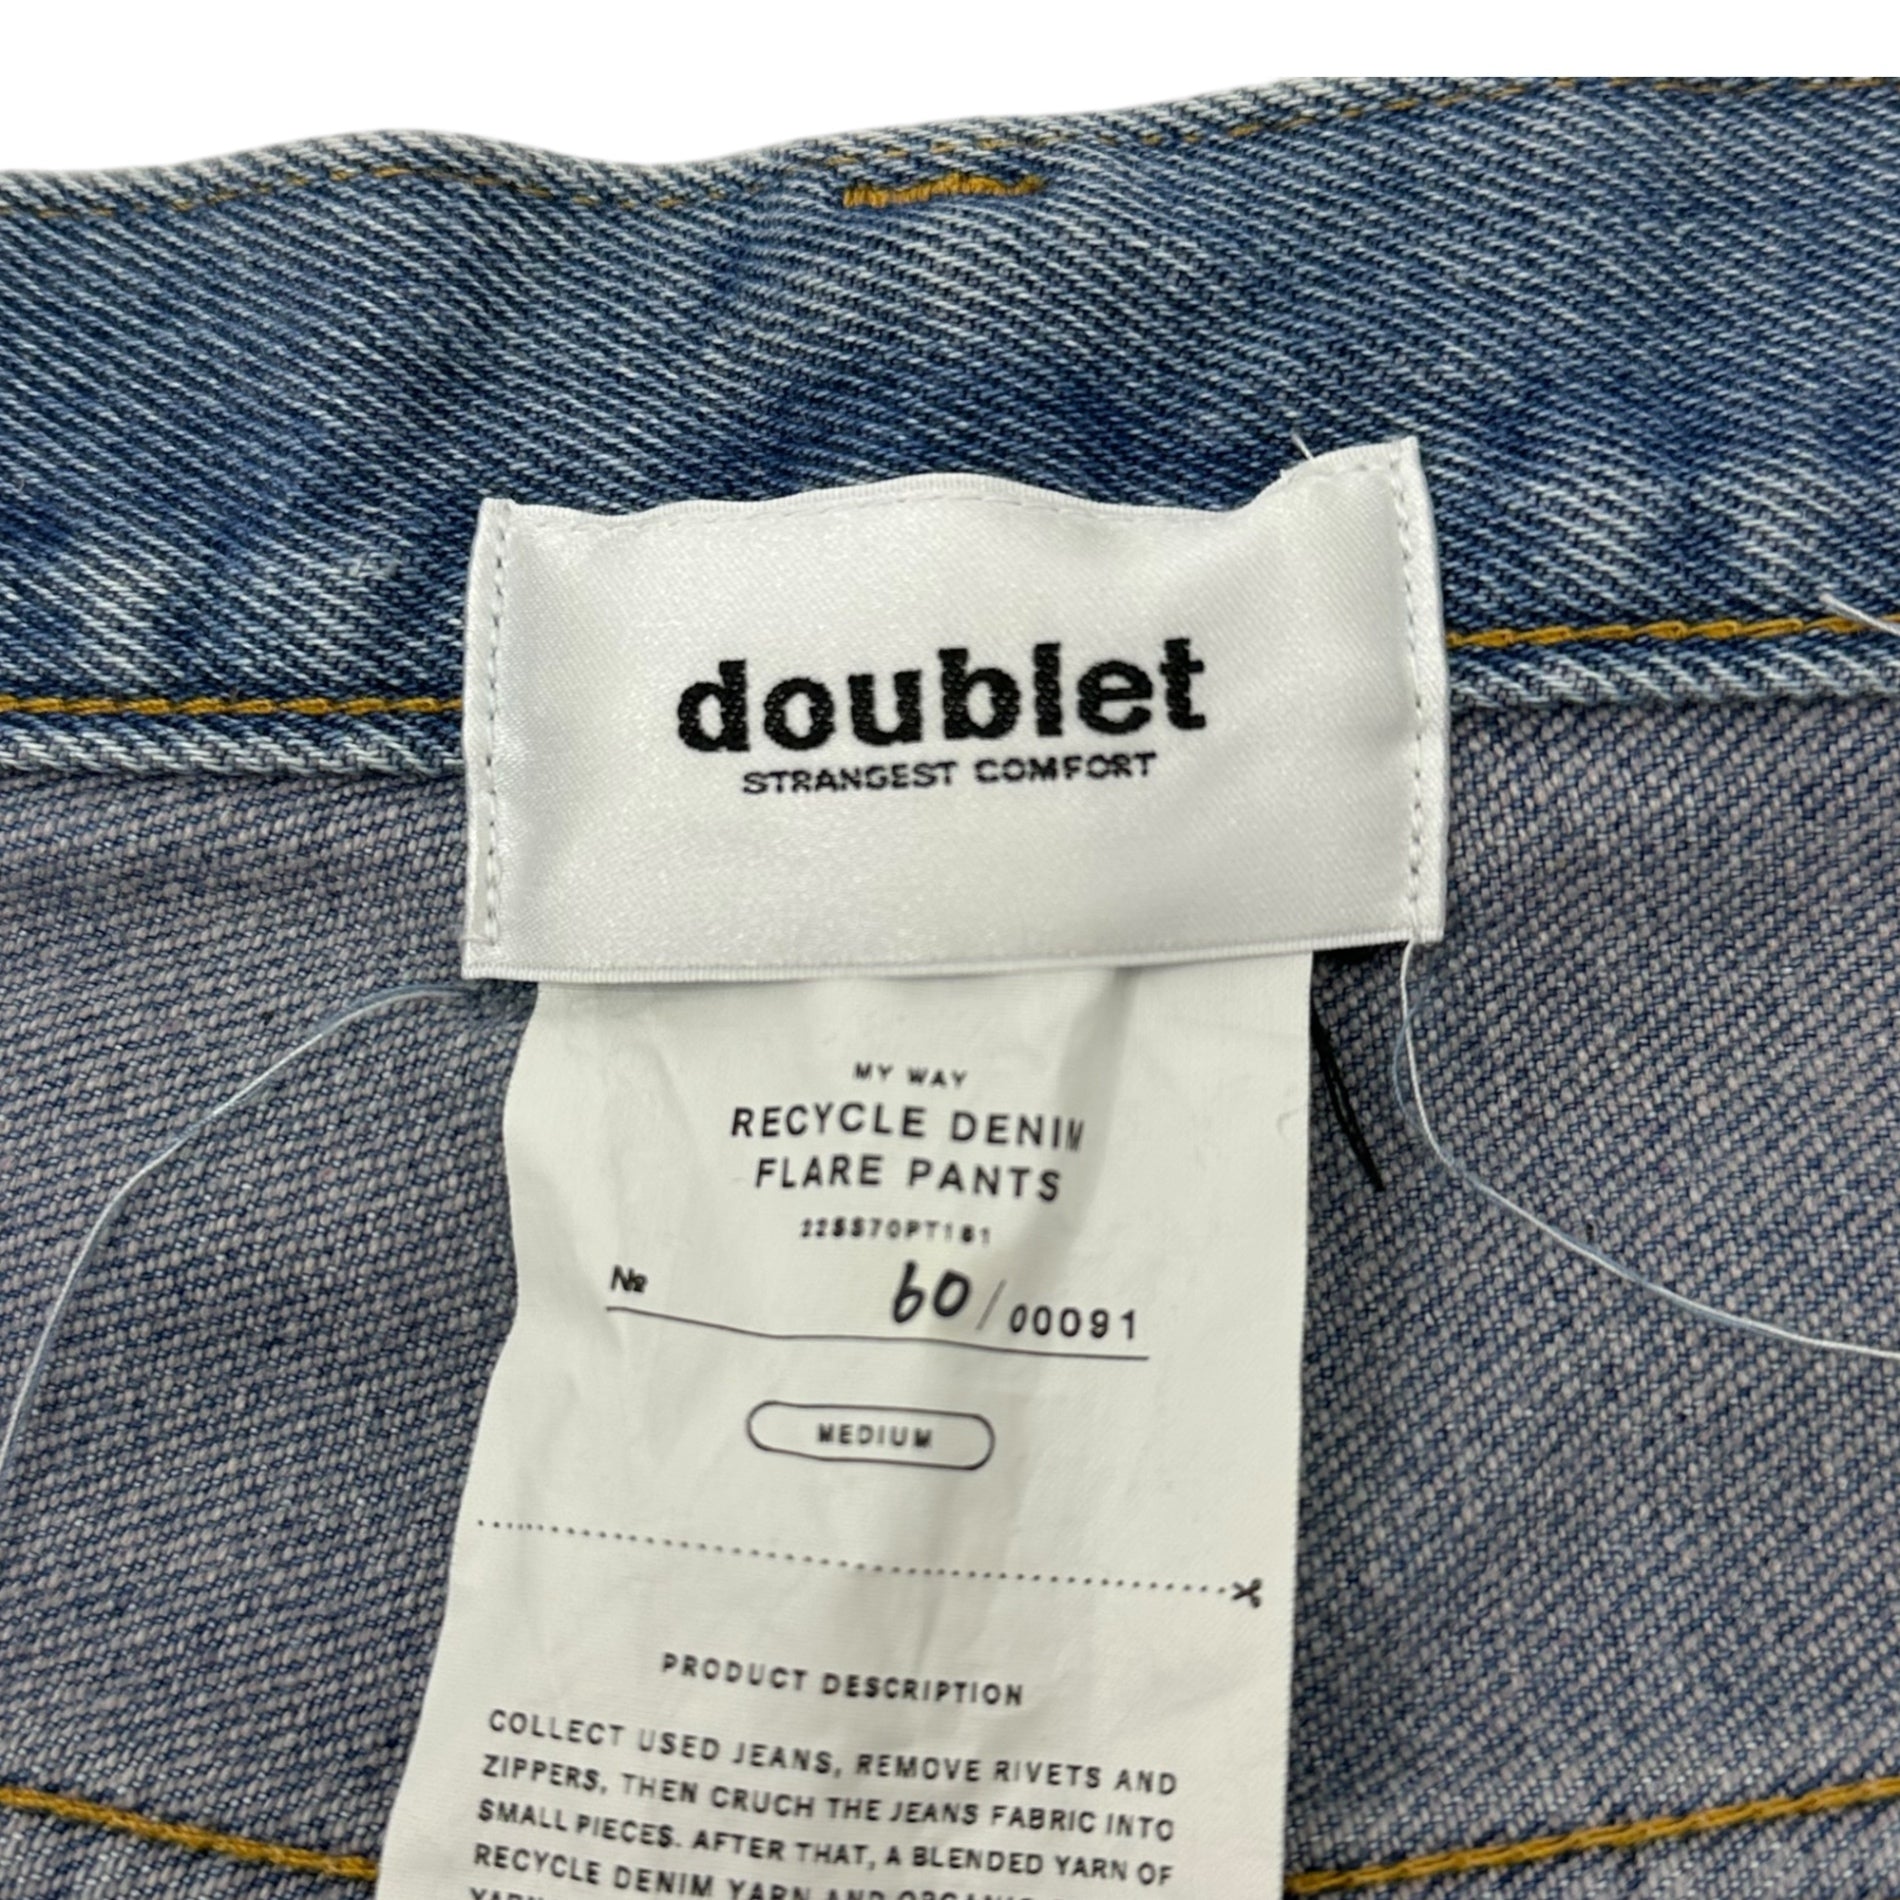 doublet
STRANGEST COMFORT
MY WAY
RECYCLE DENIM
FLARE PANTS
22SS70PT181
№ 60/00091
MEDIUM
PRODUCT DESCRIPTION
COLLECT USED JEANS, REMOVE RIVETS AND
ZIPPERS, THEN CRUCH THE JEANS FABRIC INTO
SMALL PIECES. AFTER THAT, A BLENDED YARN OF
RECYCLE DENIM YARN AND